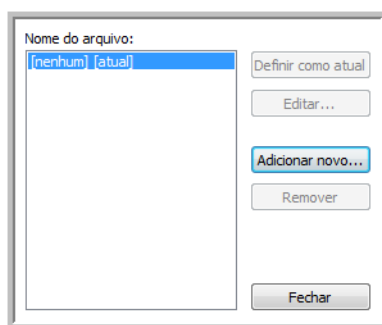 Nome do arquivo:
[nenhum] [atual]
Definir como atual
Editar...
Adicionar novo...
Remover
Fechar